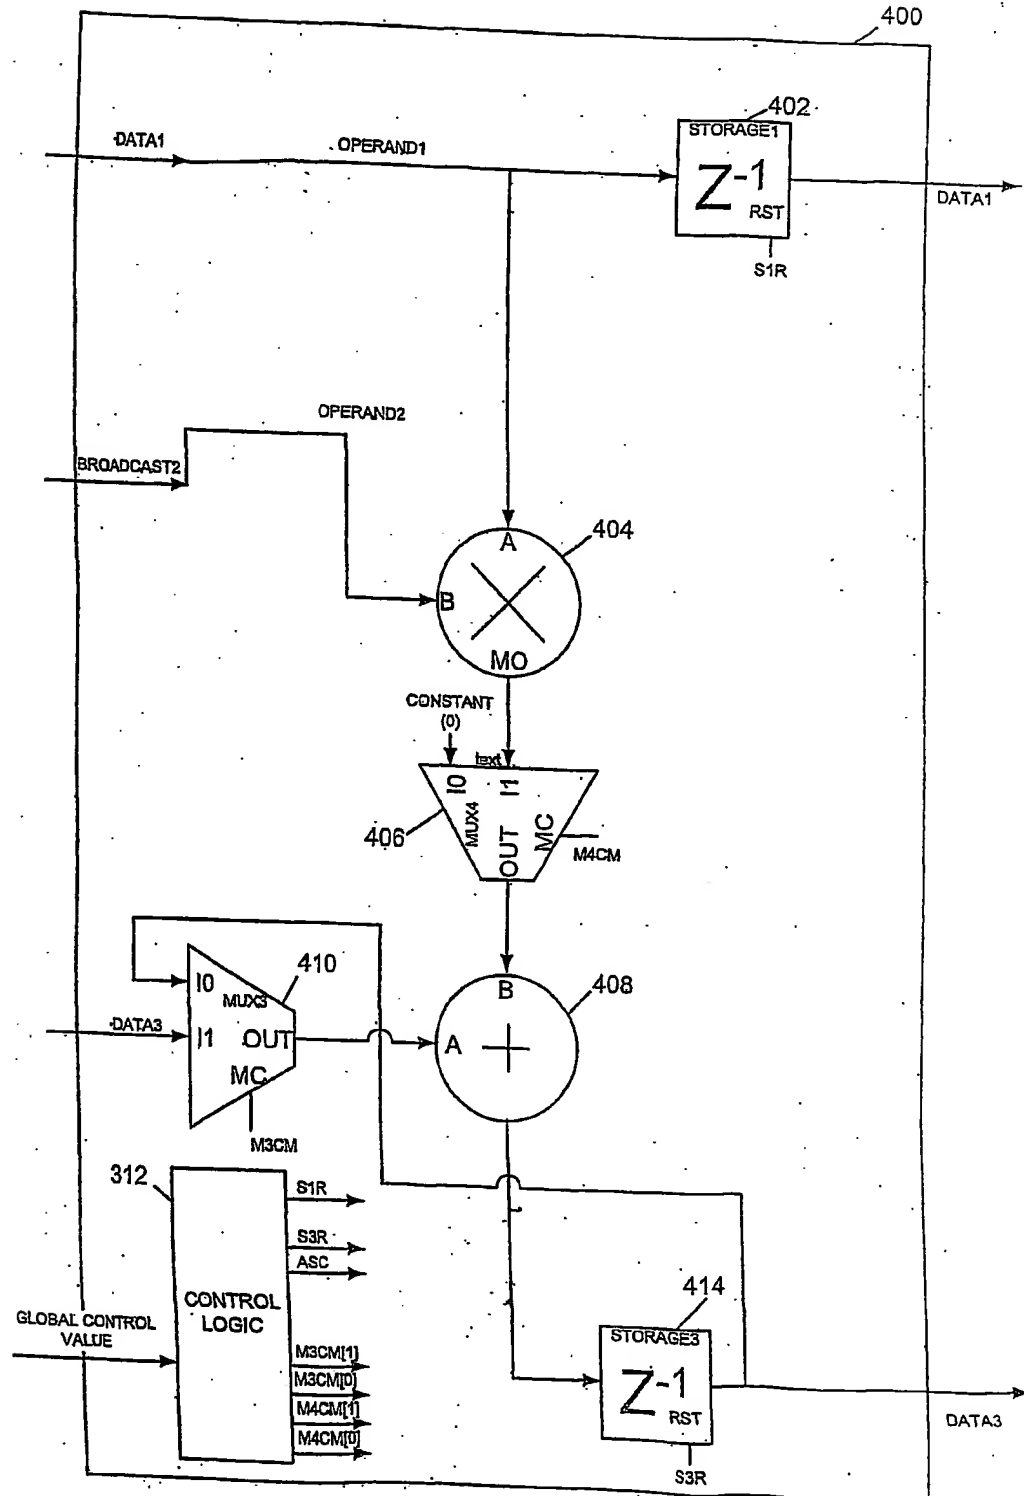 400
402
STORAGE1
Z-1
RST
S1R
DATA1
OPERAND1
DATA1
OPERAND2
BROADCAST2
404
A
B
MO
CONSTANT
(0)
text
I0
I1
MUX4
OUT
MC
406
M4CM
410
I0
MUX3
DATA3
I1
OUT
MC
M3CM
B
408
A
312
S1R
S3R
ASC
CONTROL
LOGIC
GLOBAL CONTROL
VALUE
M3CM[1]
M3CM[0]
M4CM[1]
M4CM[0]
414
STORAGE3
Z-1
RST
S3R
DATA3